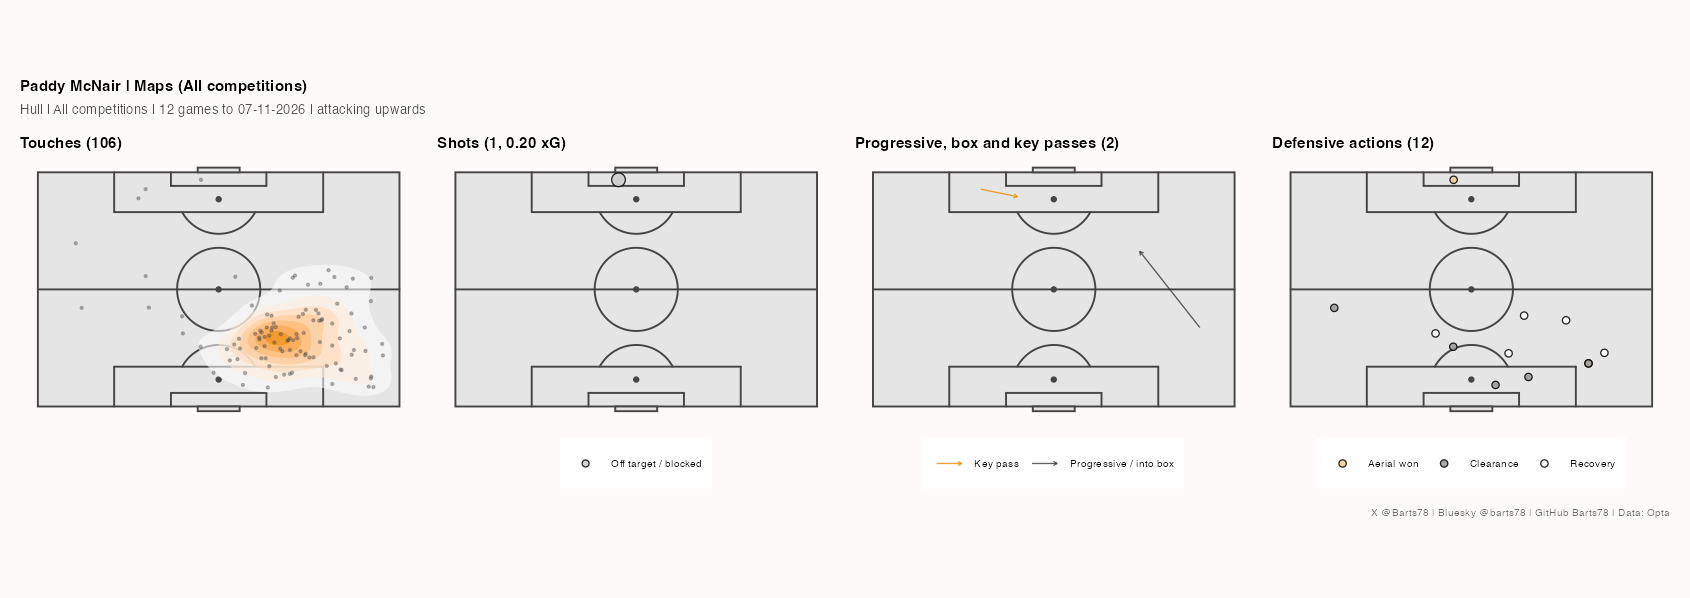 Paddy McNair | Maps (All competitions)
Hull | All competitions | 12 games to 07-11-2026 | attacking upwards
Touches (106)
Shots (1, 0.20 xG)
Progressive, box and key passes (2)
Defensive actions (12)
Off target / blocked
Key pass
Progressive / into box
Aerial won
Clearance
Recovery
X @Barts78 | Bluesky @barts78 | GitHub Barts78 | Data: Opta